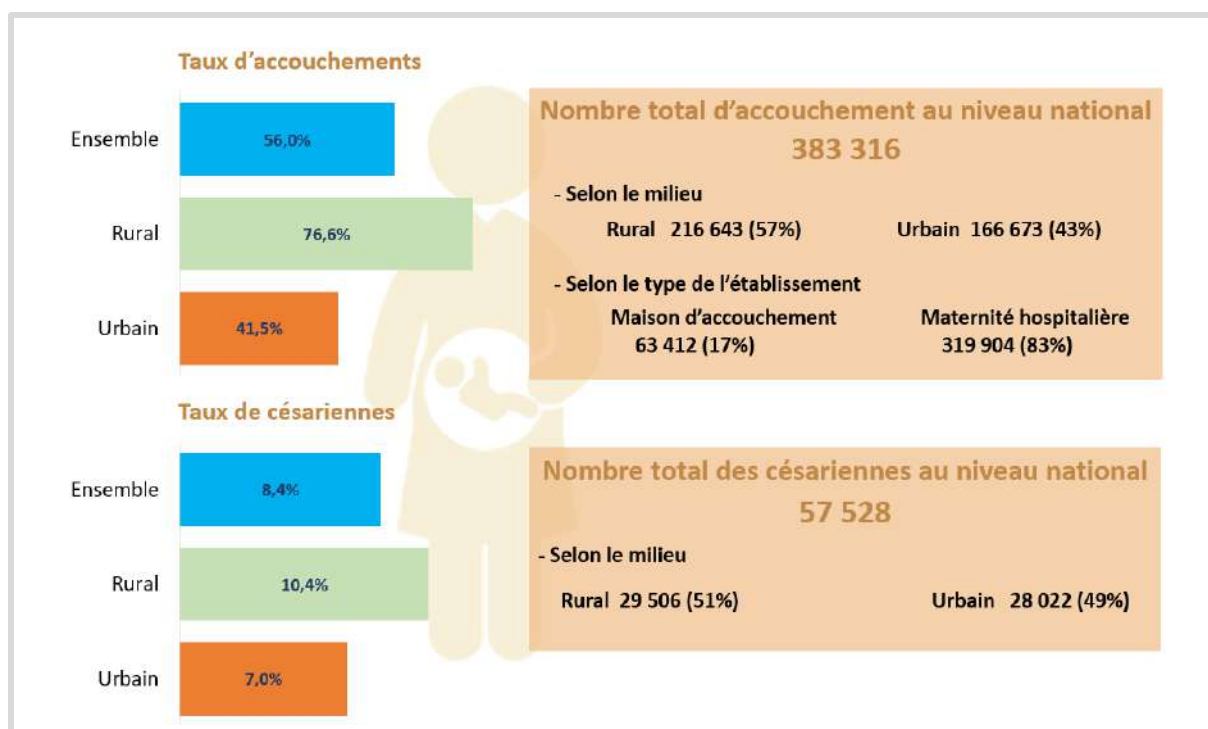 Taux d'accouchements
Ensemble
56,0%
Rural
76,6%
Urbain
41,5%
Nombre total d'accouchement au niveau national
383 316
- Selon le milieu
Rural 216 643 (57%) Urbain 166 673 (43%)
- Selon le type de l'établissement
Maison d'accouchement Maternité hospitalière
63 412 (17%) 319 904 (83%)
Taux de césariennes
Ensemble
8,4%
Rural
10,4%
Urbain
7,0%
Nombre total des césariennes au niveau national
57 528
- Selon le milieu
Rural 29 506 (51%) Urbain 28 022 (49%)